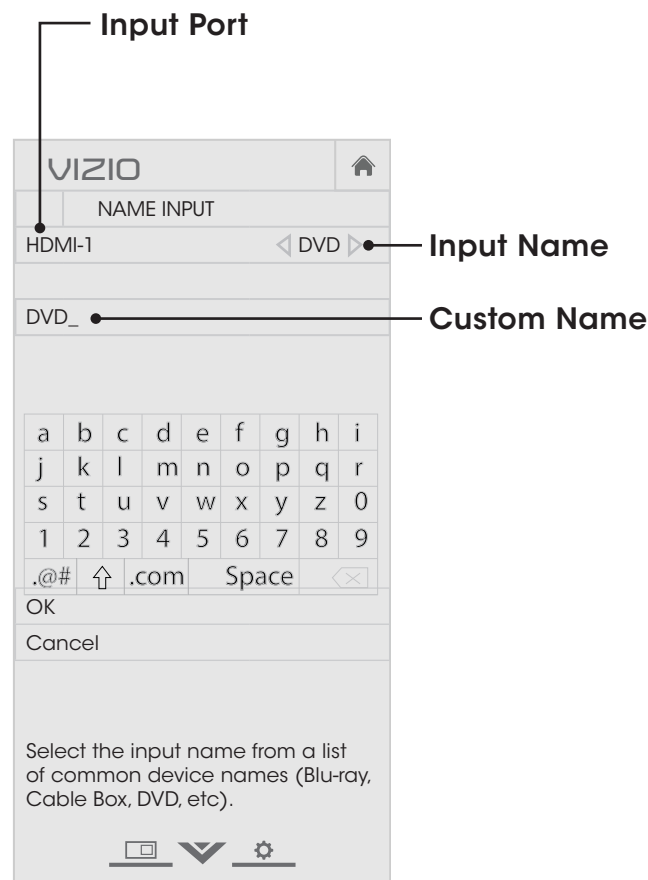 Input Port
VIZIO
NAME INPUT
HDMI-1 DVD
Input Name
DVD_
Custom Name
a b c d e f g h i
j k l m n o p q r
s t u v w x y z 0
1 2 3 4 5 6 7 8 9
.@# .com Space
OK
Cancel
Select the input name from a list
of common device names (Blu-ray,
Cable Box, DVD, etc).